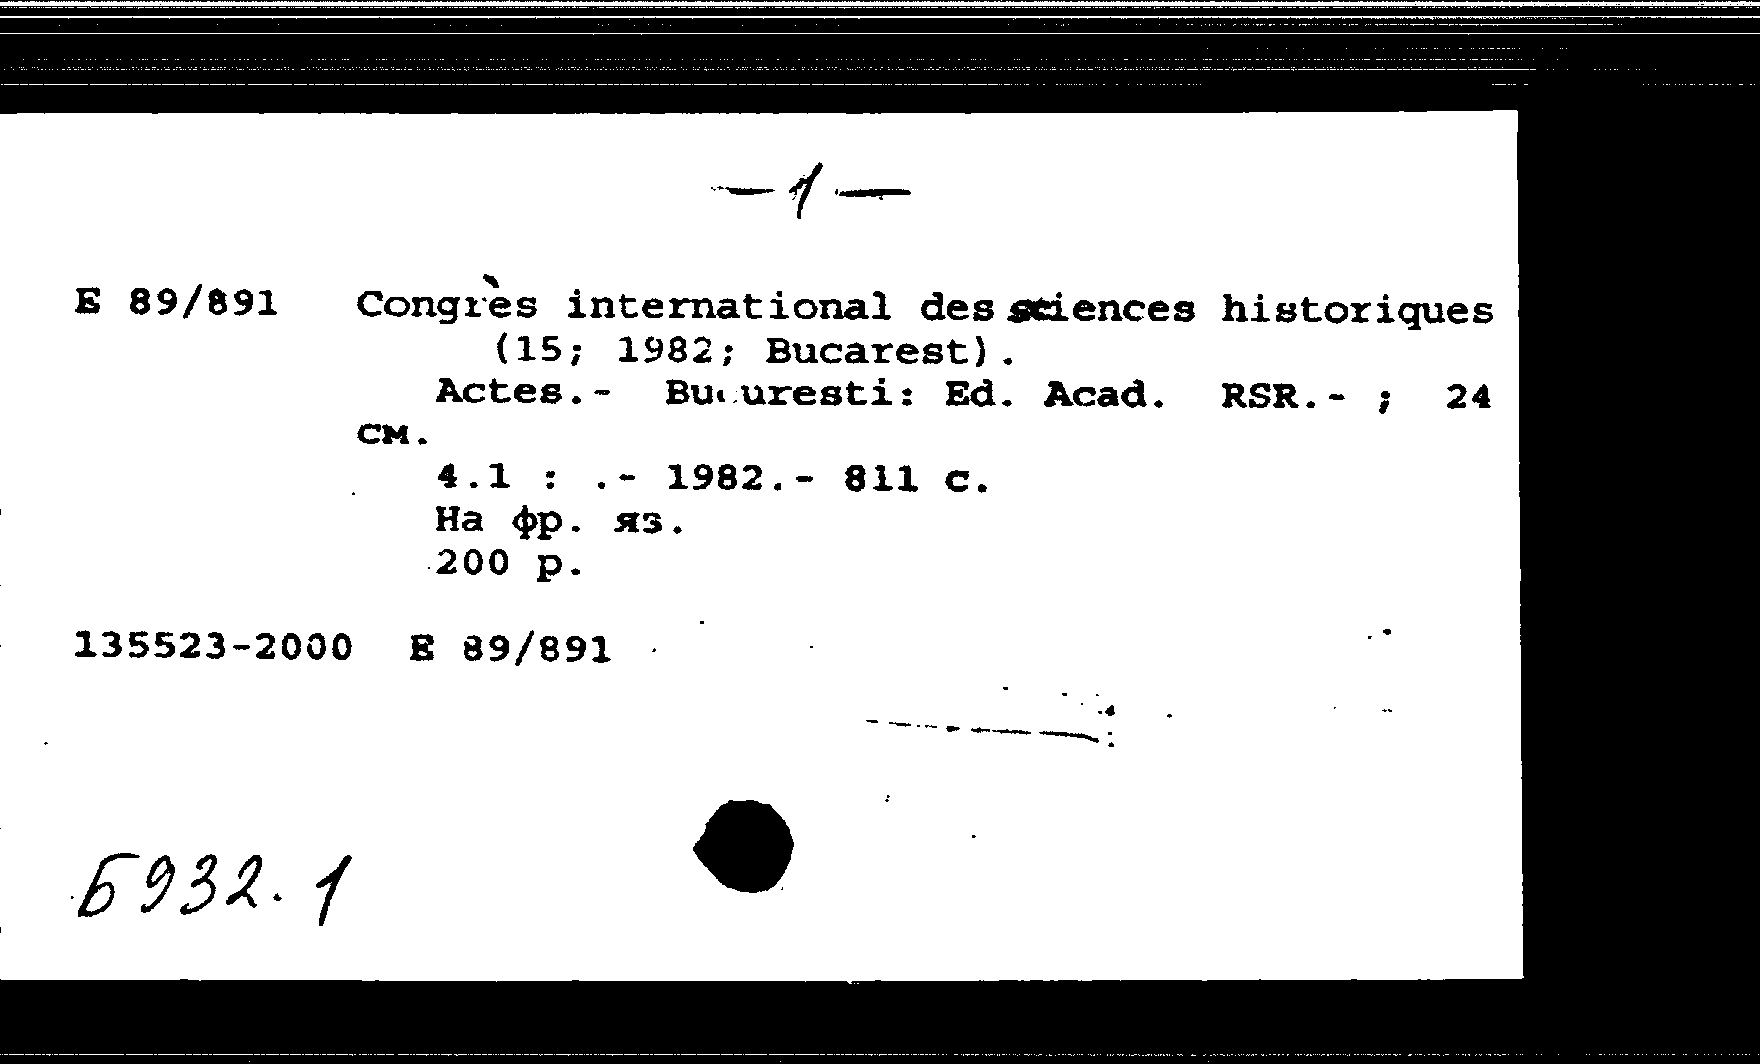 — 1 —
E 89/891 Congrès international des sciences historiques
(15; 1982; Bucarest).
Actes.- Bucuresti: Ed. Acad. RSR.- ; 24
см.
4.1 : .- 1982.- 811 с.
На фр. яз.
200 р.
135523-2000 E 89/891
Б932.1